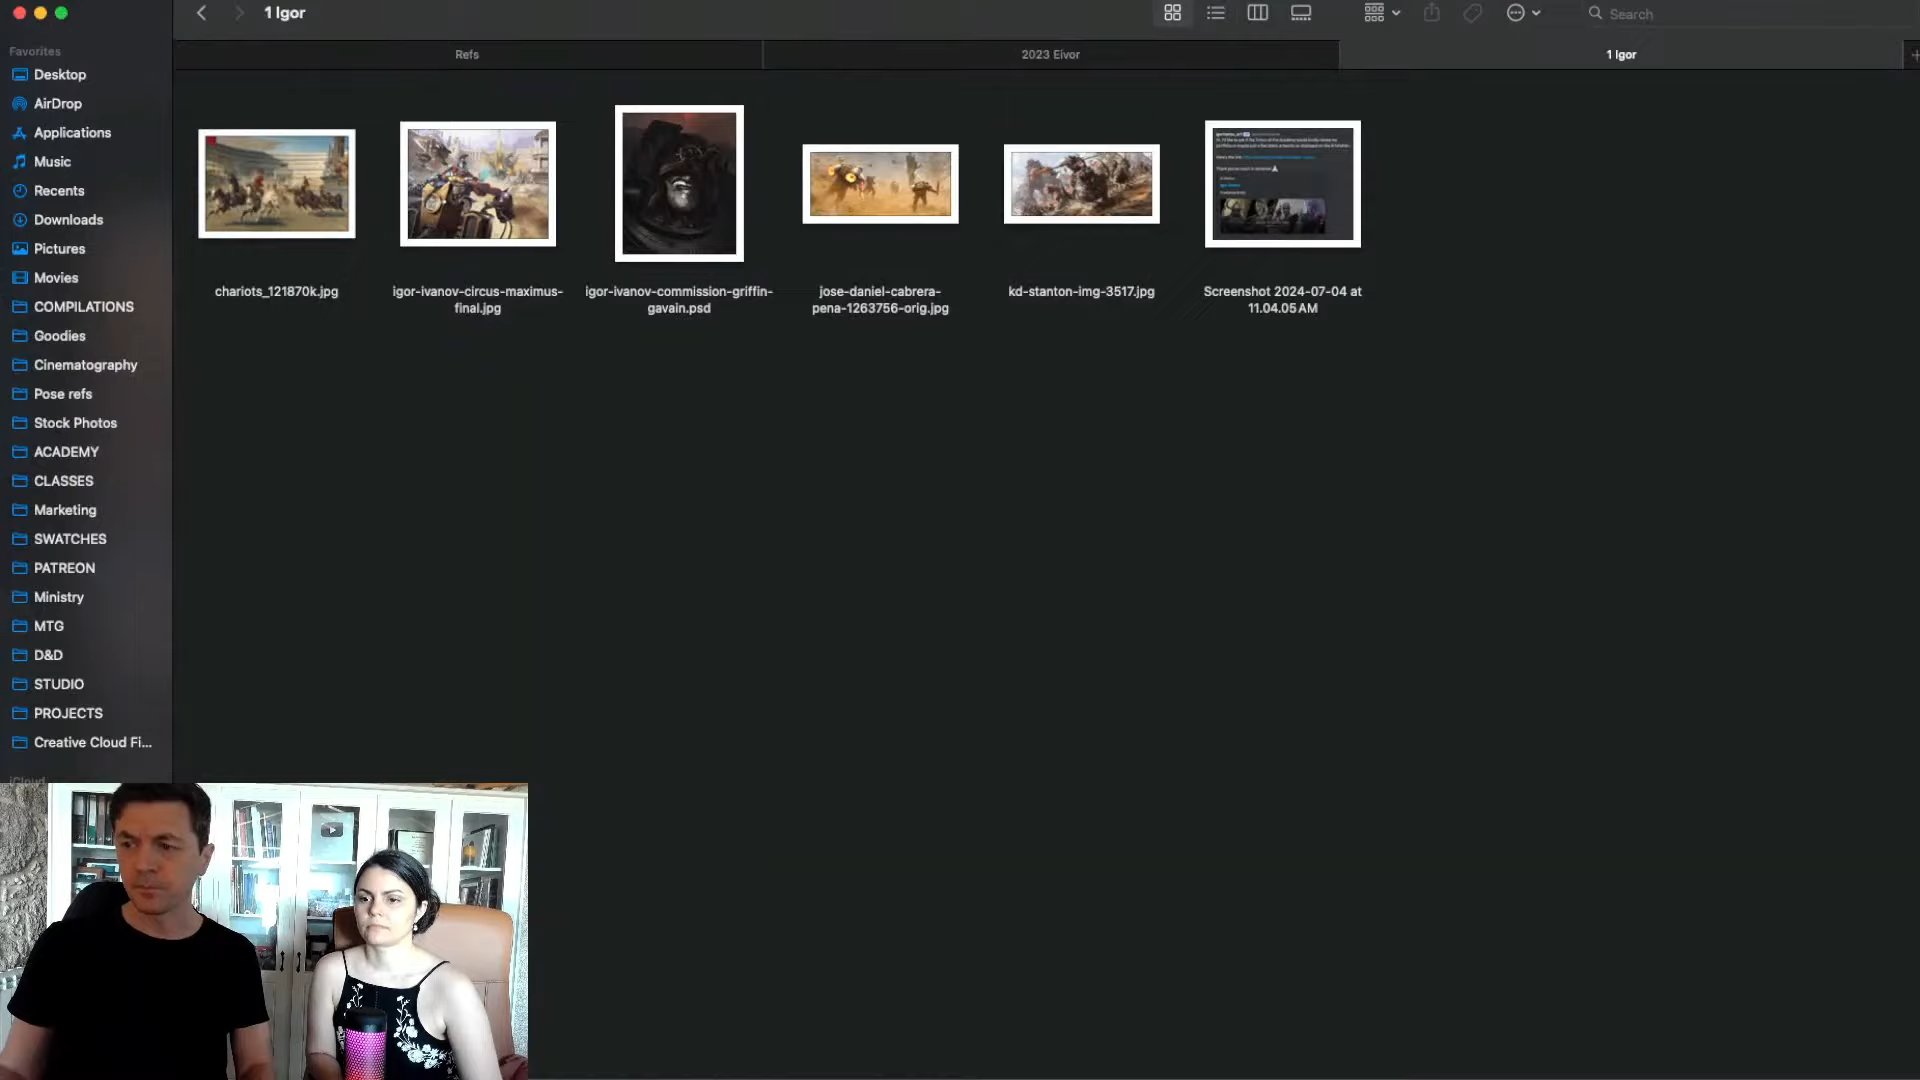 1 Igor
Search
Refs
2023 Eivor
1 Igor
Favorites
Desktop
AirDrop
Applications
Music
Recents
Downloads
Pictures
Movies
COMPILATIONS
Goodies
Cinematography
Pose refs
Stock Photos
ACADEMY
CLASSES
Marketing
SWATCHES
PATREON
Ministry
MTG
D&D
STUDIO
PROJECTS
Creative Cloud Fi...
iCloud
chariots_121870k.jpg
igor-ivanov-circus-maximus-
final.jpg
igor-ivanov-commission-griffin-
gavain.psd
jose-daniel-cabrera-
pena-1263756-orig.jpg
kd-stanton-img-3517.jpg
Screenshot 2024-07-04 at
11.04.05 AM